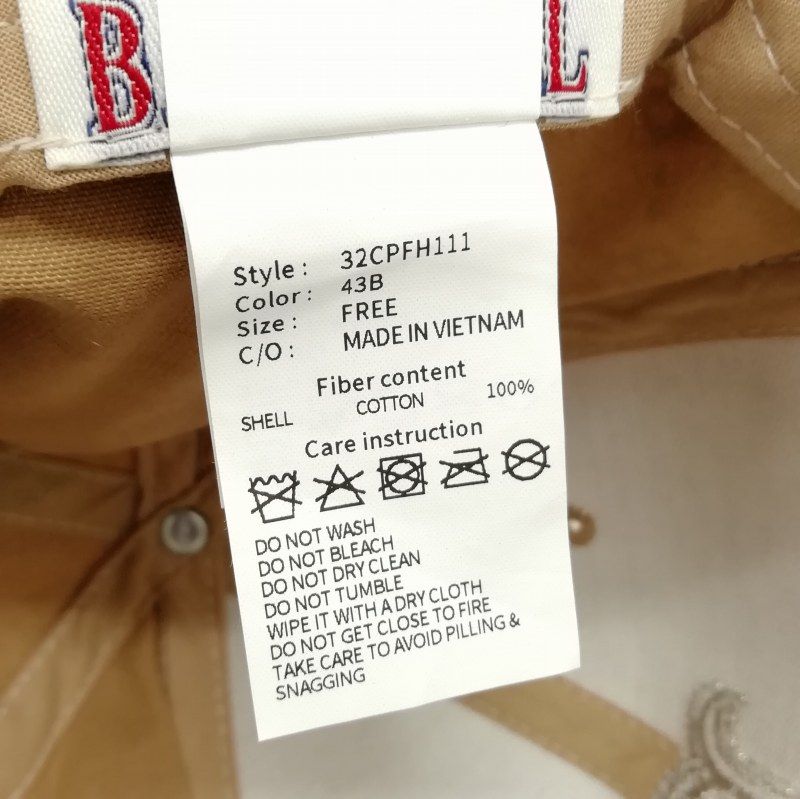 B L
Style : 32CPFH111
Color : 43B
Size : FREE
C/O : MADE IN VIETNAM
Fiber content
SHELL COTTON 100%
Care instruction
DO NOT WASH
DO NOT BLEACH
DO NOT DRY CLEAN
DO NOT TUMBLE
WIPE IT WITH A DRY CLOTH
DO NOT GET CLOSE TO FIRE
TAKE CARE TO AVOID PILLING &
SNAGGING